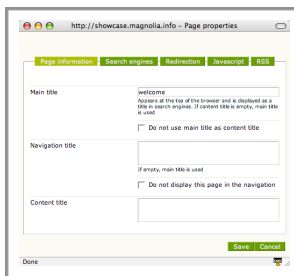 http://showcase.magnolia.info – Page properties
Page information Search engines Redirection Javascript RSS
Main title
welcome
Appears at the top of the browser and is displayed as a
title in search engines. If content title is empty, main title
is used
Do not use main title as content title
Navigation title
If empty, main title is used
Do not display this page in the navigation
Content title
Save Cancel
Done